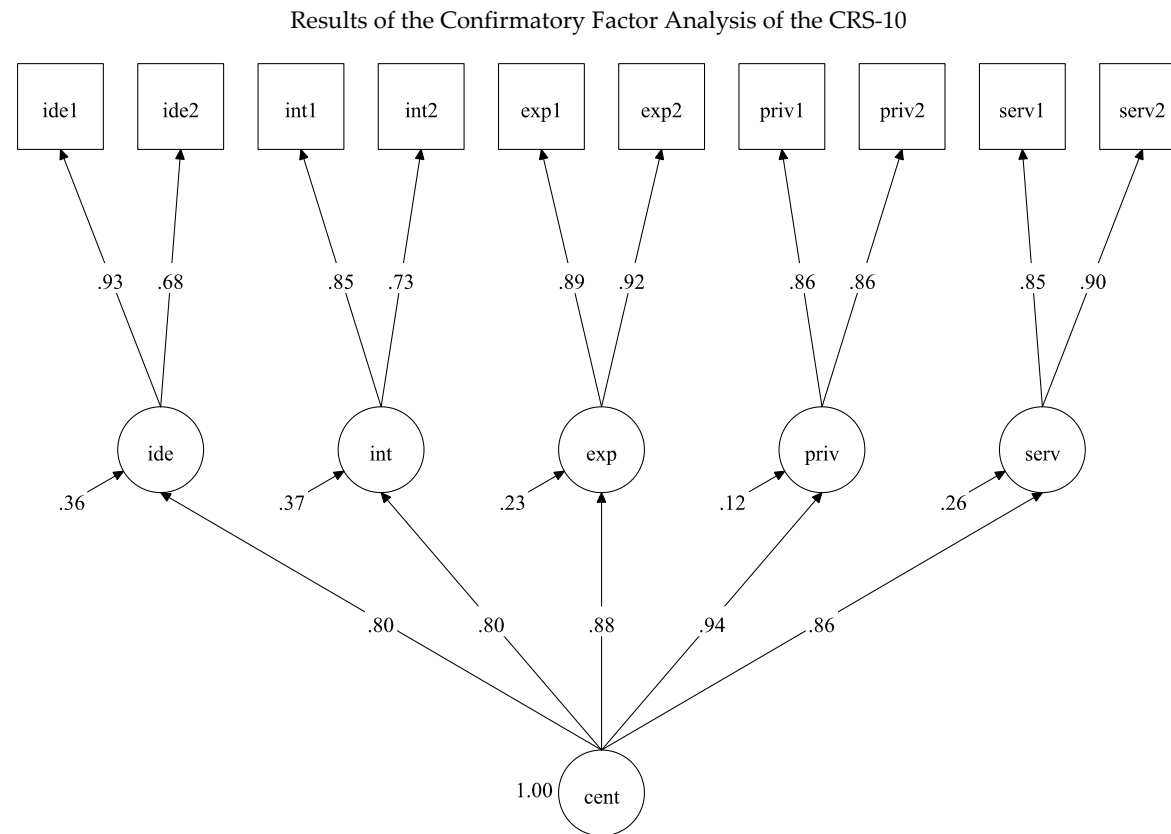 Results of the Confirmatory Factor Analysis of the CRS-10
ide1 ide2 int1 int2 exp1 exp2 priv1 priv2 serv1 serv2
.93 .68 .85 .73 .89 .92 .86 .86 .85 .90
ide int exp priv serv
.36 .37 .23 .12 .26
.80 .80 .88 .94 .86
1.00 cent